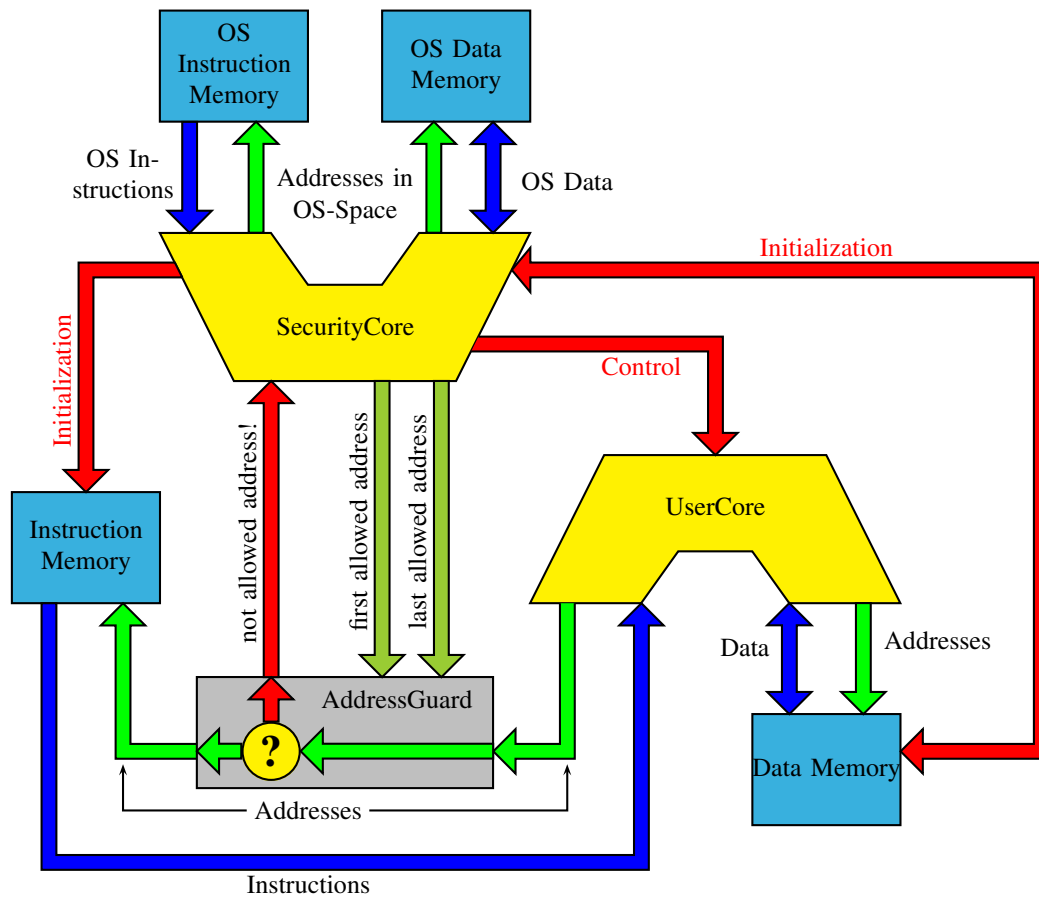 OS
Instruction
Memory
OS Data
Memory
OS In-
structions
Addresses in
OS-Space
OS Data
Initialization
SecurityCore
Control
Initialization
not allowed address!
first allowed address
last allowed address
UserCore
Instruction
Memory
Data
Addresses
AddressGuard
?
Data Memory
Addresses
Instructions